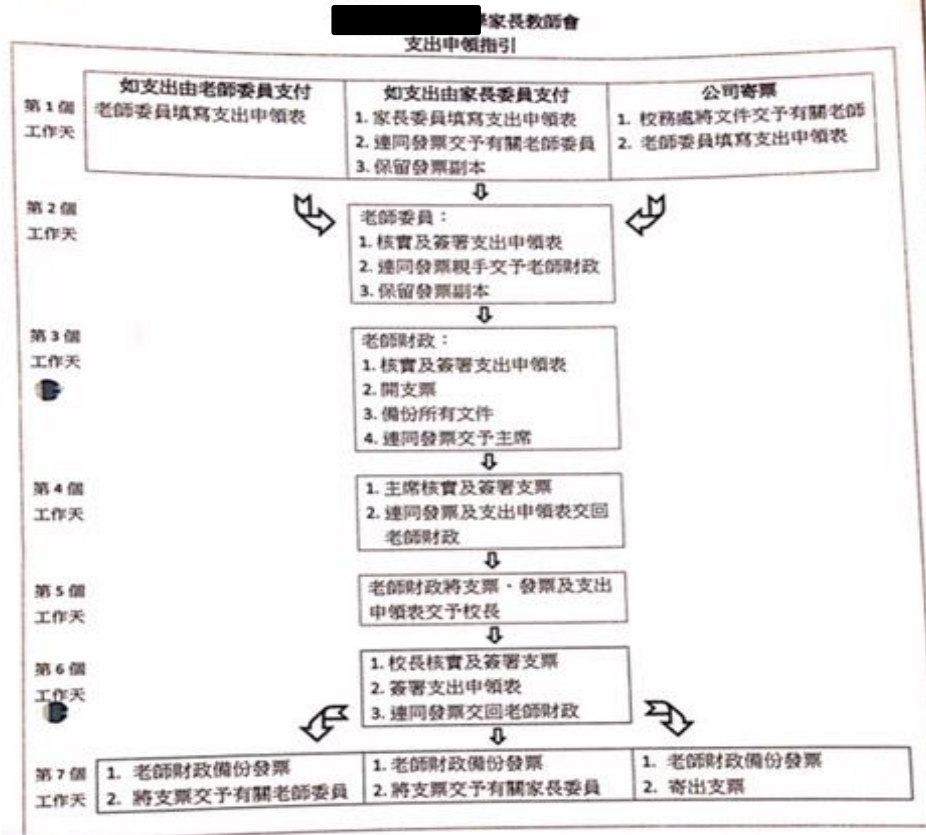 學家長教師會
支出申領指引
第 1 個
工作天
如支出由老師委員支付
老師委員填寫支出申領表
如支出由家長委員支付
1. 家長委員填寫支出申領表
2. 連同發票交予有關老師委員
3. 保留發票副本
公司寄票
1. 校務處將文件交予有關老師
2. 老師委員填寫支出申領表
第 2 個
工作天
老師委員：
1. 核實及簽署支出申領表
2. 連同發票親手交予老師財政
3. 保留發票副本
第 3 個
工作天
老師財政：
1. 核實及簽署支出申領表
2. 開支票
3. 備份所有文件
4. 連同發票交予主席
第 4 個
工作天
1. 主席核實及簽署支票
2. 連同發票及支出申領表交回
老師財政
第 5 個
工作天
老師財政將支票、發票及支出
申領表交予校長
第 6 個
工作天
1. 校長核實及簽署支票
2. 簽署支出申領表
3. 連同發票交回老師財政
第 7 個
工作天
1. 老師財政備份發票
2. 將支票交予有關老師委員
1. 老師財政備份發票
2. 將支票交予有關家長委員
1. 老師財政備份發票
2. 寄出支票